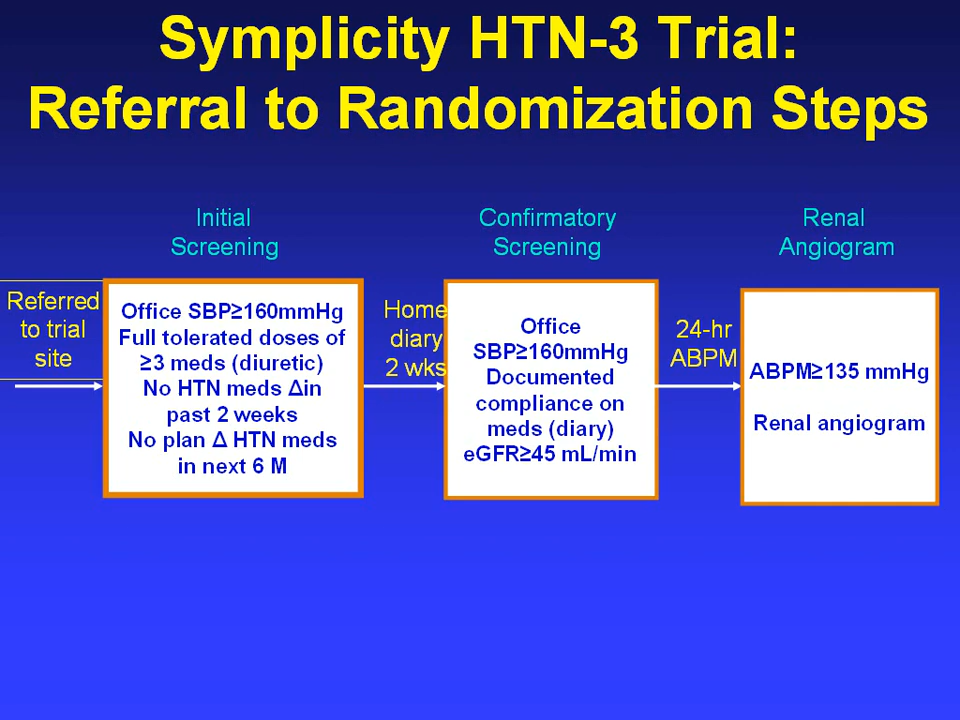 Symplicity HTN-3 Trial:
Referral to Randomization Steps
Initial
Screening
Confirmatory
Screening
Renal
Angiogram
Referred
to trial
site
Office SBP≥160mmHg
Full tolerated doses of
≥3 meds (diuretic)
No HTN meds Δin
past 2 weeks
No plan Δ HTN meds
in next 6 M
Home
diary
2 wks
Office
SBP≥160mmHg
Documented
compliance on
meds (diary)
eGFR≥45 mL/min
24-hr
ABPM
ABPM≥135 mmHg
Renal angiogram